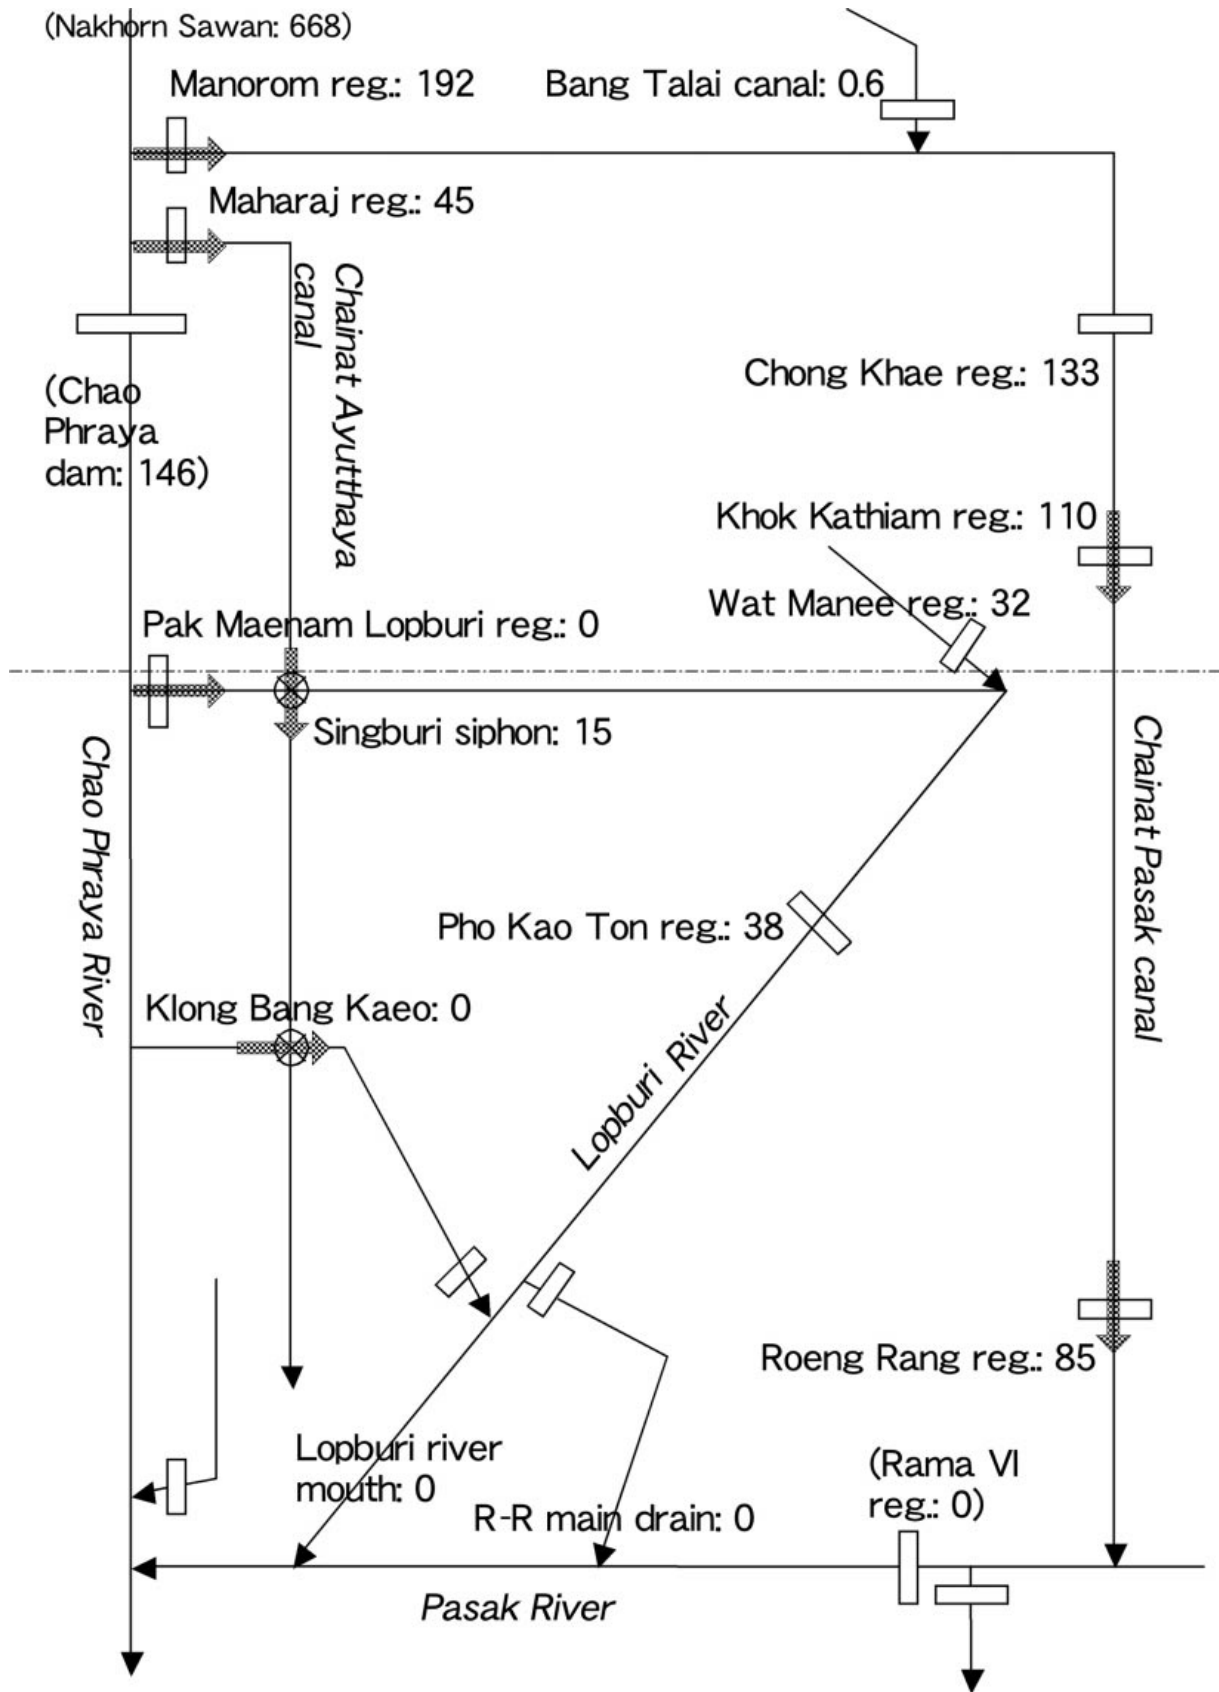 (Nakhorn Sawan: 668)
Manorom reg.: 192
Bang Talai canal: 0.6
Maharaj reg.: 45
Chainat Ayutthaya
canal
(Chao
Phraya
dam: 146)
Chong Khae reg.: 133
Khok Kathiam reg.: 110
Wat Manee reg.: 32
Pak Maenam Lopburi reg.: 0
Singburi siphon: 15
Chao Phraya River
Chainat Pasak canal
Pho Kao Ton reg.: 38
Klong Bang Kaeo: 0
Lopburi River
Roeng Rang reg.: 85
Lopburi river
mouth: 0
(Rama VI
reg.: 0)
R-R main drain: 0
Pasak River